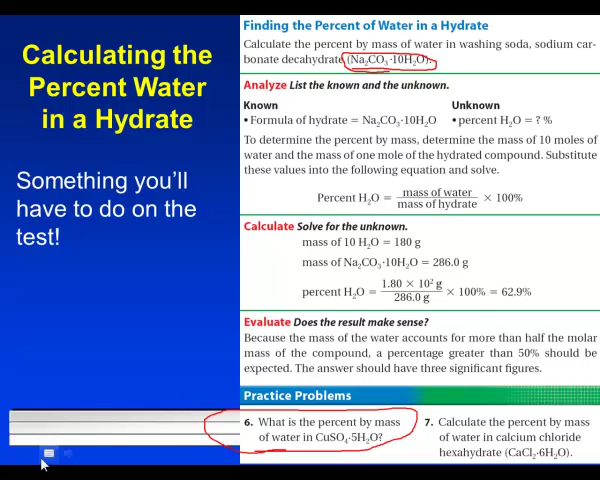 Calculating the
Percent Water
in a Hydrate
Something you'll
have to do on the
test!
Finding the Percent of Water in a Hydrate
Calculate the percent by mass of water in washing soda, sodium car-
bonate decahydrate (Na₂CO₃·10H₂O).
Analyze List the known and the unknown.
Known Unknown
• Formula of hydrate = Na₂CO₃·10H₂O • percent H₂O = ? %
To determine the percent by mass, determine the mass of 10 moles of
water and the mass of one mole of the hydrated compound. Substitute
these values into the following equation and solve.
Percent H₂O = mass of water / mass of hydrate × 100%
Calculate Solve for the unknown.
mass of 10 H₂O = 180 g
mass of Na₂CO₃·10H₂O = 286.0 g
percent H₂O = 1.80 × 10² g / 286.0 g × 100% = 62.9%
Evaluate Does the result make sense?
Because the mass of the water accounts for more than half the molar
mass of the compound, a percentage greater than 50% should be
expected. The answer should have three significant figures.
Practice Problems
6. What is the percent by mass
of water in CuSO₄·5H₂O?
7. Calculate the percent by mass
of water in calcium chloride
hexahydrate (CaCl₂·6H₂O).